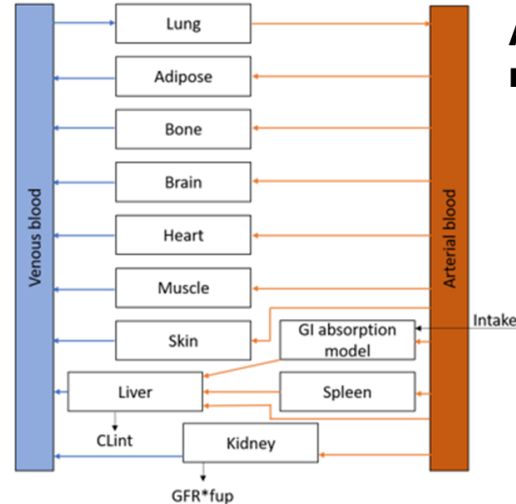 Lung
Adipose
Bone
Brain
Heart
Muscle
Skin
GI absorption
model
Intake
Liver
Spleen
CLint
Kidney
GFR*fup
Venous blood
Arterial blood